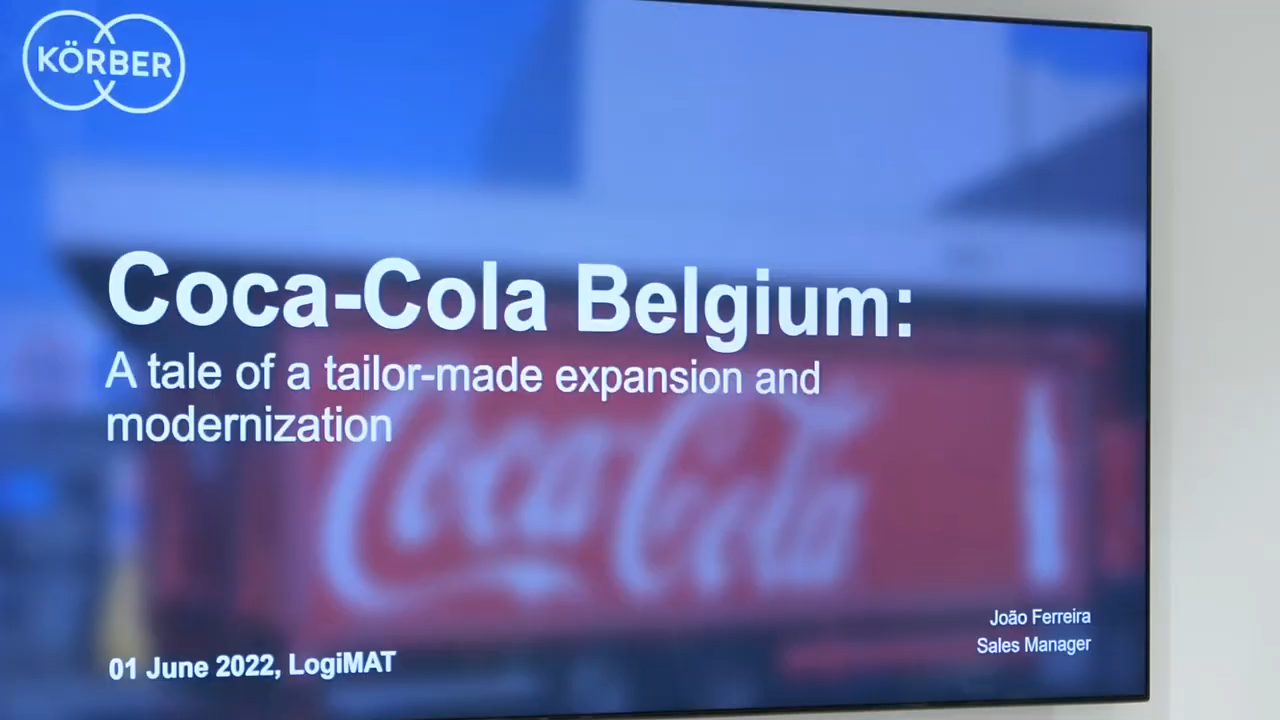 KÖRBER
Coca-Cola Belgium:
A tale of a tailor-made expansion and
modernization
Coca-Cola
01 June 2022, LogiMAT
João Ferreira
Sales Manager